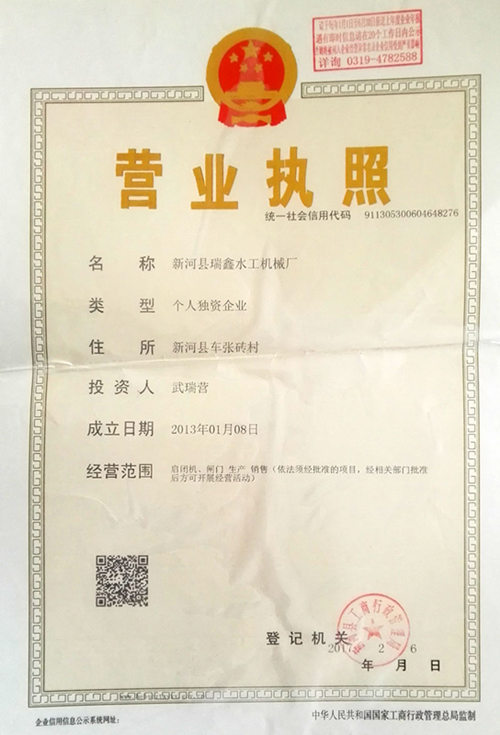 详询 0319-4782588
营业执照
统一社会信用代码 911305300604648276
名称 新河县瑞鑫水工机械厂
类型 个人独资企业
住所 新河县车张砖村
投资人 武瑞营
成立日期 2013年01月08日
经营范围 启闭机、闸门 生产 销售（依法须经批准的项目，经相关部门批准
后方可开展经营活动）
登记机关
2017 2 6
年 月 日
企业信用信息公示系统网址：
中华人民共和国国家工商行政管理总局监制